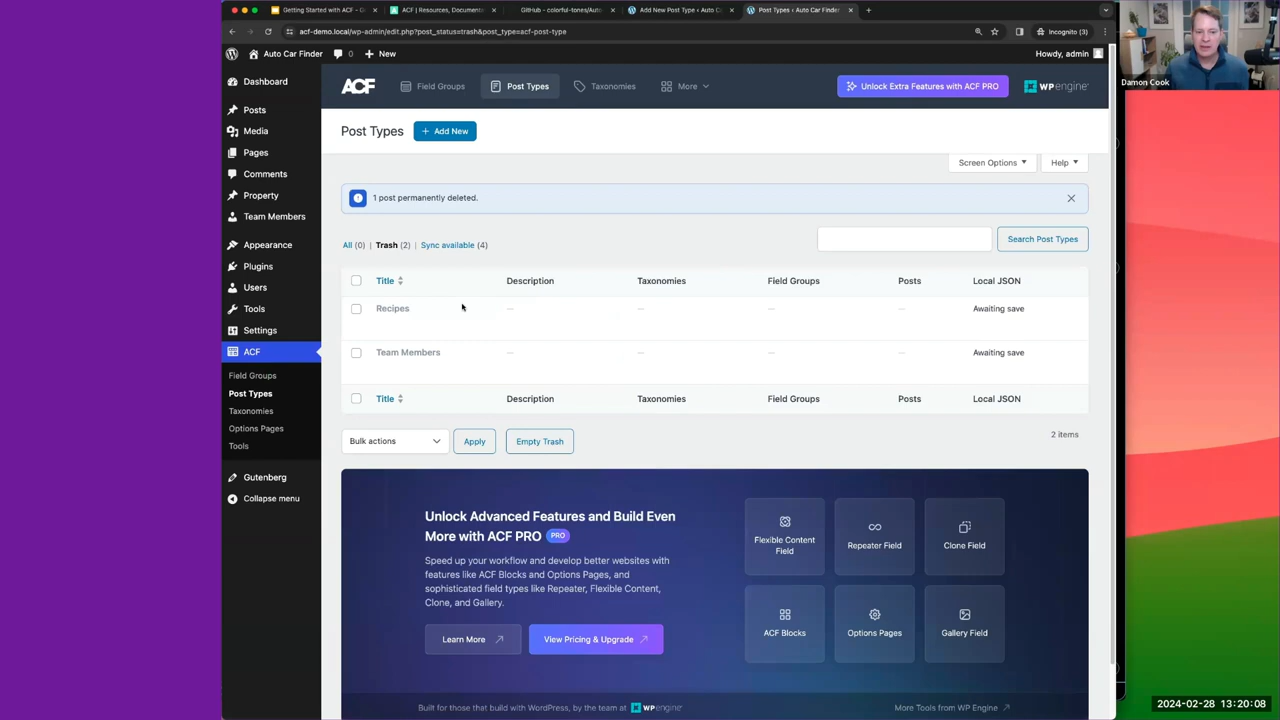 Getting Started with ACF - G
ACF | Resources, Document
GitHub - colorful-tones/Auto
Add New Post Type ‹ Auto C
Post Types ‹ Auto Car Finder
acf-demo.local/wp-admin/edit.php?post_status=trash&post_type=acf-post-type
Incognito (3)
Damon Cook
Auto Car Finder
0
New
Howdy, admin
Dashboard
Posts
Media
Pages
Comments
Property
Team Members
Appearance
Plugins
Users
Tools
Settings
ACF
Field Groups
Post Types
Taxonomies
Options Pages
Tools
Gutenberg
Collapse menu
ACF
Field Groups
Post Types
Taxonomies
More
Unlock Extra Features with ACF PRO
WPengine
Post Types
+ Add New
Screen Options
Help
1 post permanently deleted.
All (0) | Trash (2) | Sync available (4)
Search Post Types
Title Description Taxonomies Field Groups Posts Local JSON
Recipes — — — — Awaiting save
Team Members — — — — Awaiting save
Title Description Taxonomies Field Groups Posts Local JSON
Bulk actions
Apply
Empty Trash
2 items
Unlock Advanced Features and Build Even
More with ACF PRO PRO
Speed up your workflow and develop better websites with
features like ACF Blocks and Options Pages, and
sophisticated field types like Repeater, Flexible Content,
Clone, and Gallery.
Learn More
View Pricing & Upgrade
Flexible Content
Field
Repeater Field
Clone Field
ACF Blocks
Options Pages
Gallery Field
Built for those that build with WordPress, by the team at WPengine
More Tools from WP Engine
2024-02-28 13:20:08